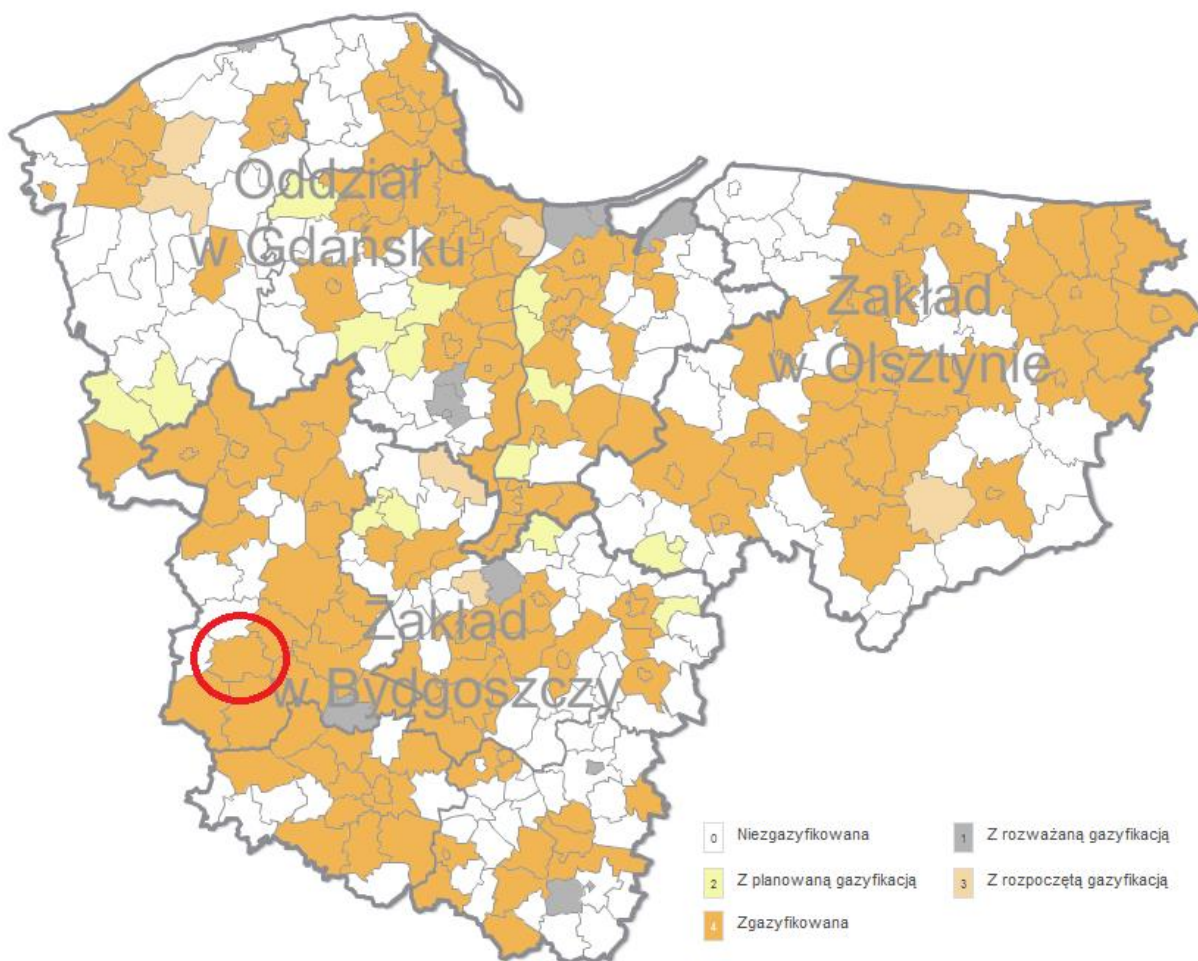 Oddział
w Gdańsku
Zakład
w Olsztynie
Zakład
w Bydgoszczy
0 Niezgazyfikowana
1 Z rozważaną gazyfikacją
2 Z planowaną gazyfikacją
3 Z rozpoczętą gazyfikacją
4 Zgazyfikowana